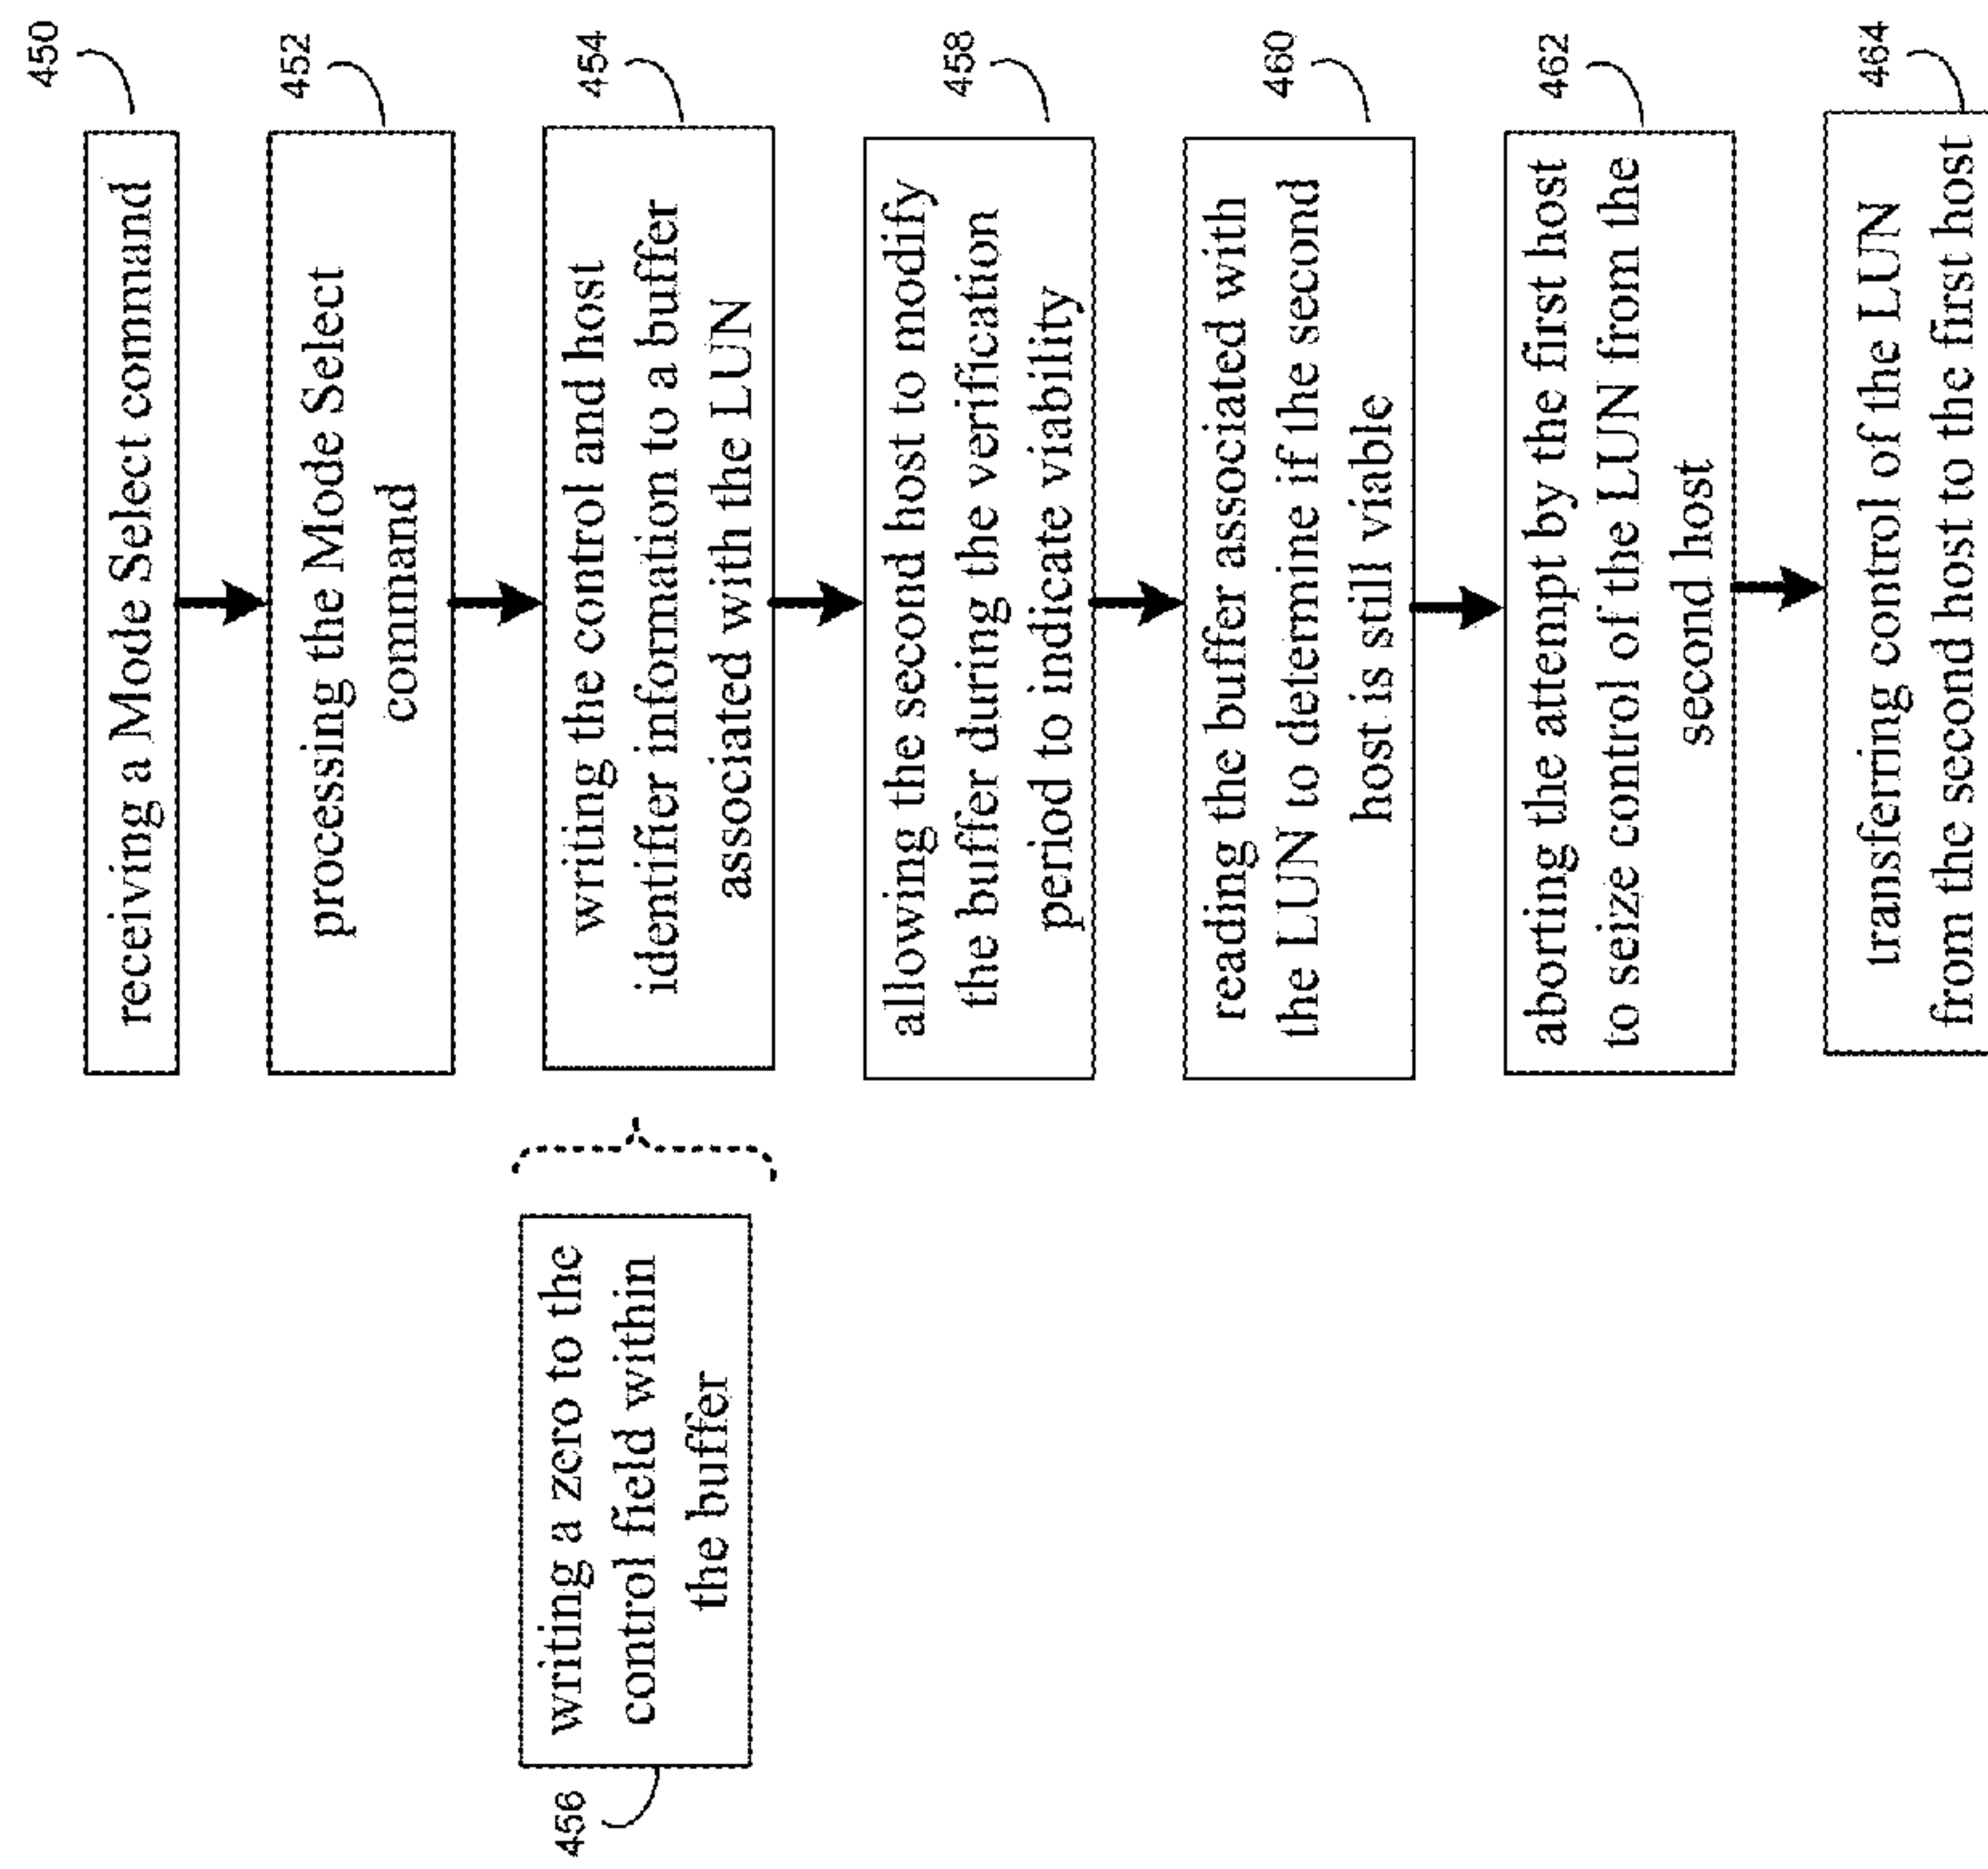 450
receiving a Mode Select command
452
processing the Mode Select
command
454
writing the control and host
identifier information to a buffer
associated with the LUN
456
writing a zero to the
control field within
the buffer
458
allowing the second host to modify
the buffer during the verification
period to indicate viability
460
reading the buffer associated with
the LUN to determine if the second
host is still viable
462
aborting the attempt by the first host
to seize control of the LUN from the
second host
464
transferring control of the LUN
from the second host to the first host